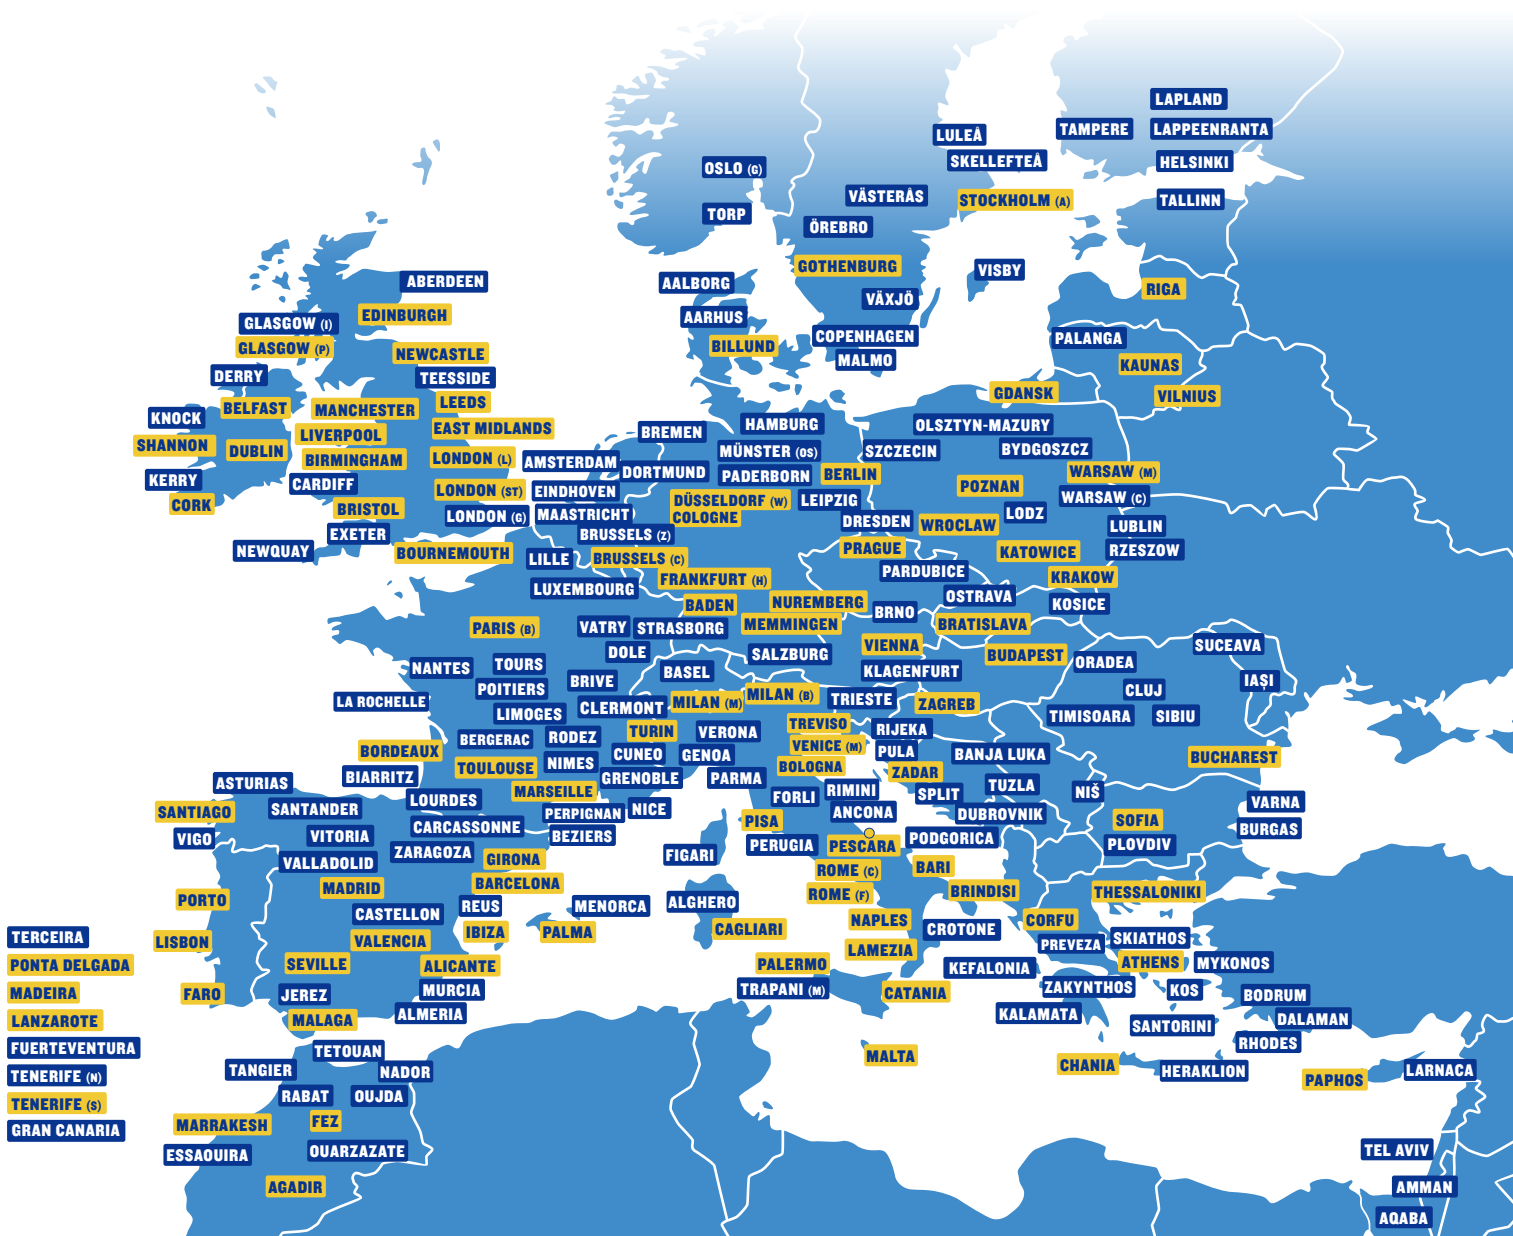 LAPLAND
LULEÅ
TAMPERE
LAPPEENRANTA
SKELLEFTEÅ
HELSINKI
OSLO (G)
VÄSTERÅS
STOCKHOLM (A)
TALLINN
TORP
ÖREBRO
GOTHENBURG
VISBY
ABERDEEN
AALBORG
VÄXJÖ
RIGA
EDINBURGH
AARHUS
GLASGOW (I)
COPENHAGEN
PALANGA
GLASGOW (P)
NEWCASTLE
BILLUND
MALMO
KAUNAS
DERRY
TEESSIDE
GDANSK
VILNIUS
BELFAST
MANCHESTER
LEEDS
KNOCK
LIVERPOOL
EAST MIDLANDS
BREMEN
HAMBURG
OLSZTYN-MAZURY
SHANNON
DUBLIN
BIRMINGHAM
LONDON (L)
AMSTERDAM
MÜNSTER (OS)
SZCZECIN
BYDGOSZCZ
KERRY
CARDIFF
DORTMUND
PADERBORN
BERLIN
WARSAW (M)
CORK
BRISTOL
LONDON (ST)
EINDHOVEN
DÜSSELDORF (W)
LEIPZIG
POZNAN
WARSAW (C)
LONDON (G)
MAASTRICHT
COLOGNE
DRESDEN
WROCLAW
LODZ
LUBLIN
NEWQUAY
EXETER
BOURNEMOUTH
BRUSSELS (Z)
LILLE
BRUSSELS (C)
PRAGUE
KATOWICE
RZESZOW
LUXEMBOURG
FRANKFURT (H)
PARDUBICE
KRAKOW
BADEN
NUREMBERG
BRNO
OSTRAVA
KOSICE
PARIS (B)
VATRY
STRASBORG
MEMMINGEN
BRATISLAVA
NANTES
TOURS
DOLE
BASEL
SALZBURG
VIENNA
BUDAPEST
ORADEA
SUCEAVA
KLAGENFURT
LA ROCHELLE
POITIERS
BRIVE
CLERMONT
MILAN (M)
MILAN (B)
TRIESTE
ZAGREB
CLUJ
IAȘI
LIMOGES
TIMISOARA
SIBIU
BORDEAUX
BERGERAC
RODEZ
TURIN
VERONA
TREVISO
RIJEKA
BIARRITZ
TOULOUSE
NIMES
CUNEO
GENOA
VENICE (M)
PULA
BANJA LUKA
BUCHAREST
GRENOBLE
PARMA
BOLOGNA
ZADAR
ASTURIAS
LOURDES
MARSEILLE
FORLI
RIMINI
SPLIT
TUZLA
NIŠ
SANTIAGO
SANTANDER
PERPIGNAN
NICE
PISA
ANCONA
DUBROVNIK
SOFIA
VARNA
VIGO
VITORIA
CARCASSONNE
BEZIERS
PERUGIA
PESCARA
PODGORICA
PLOVDIV
BURGAS
VALLADOLID
ZARAGOZA
GIRONA
FIGARI
ROME (C)
BARI
PORTO
MADRID
BARCELONA
ROME (F)
BRINDISI
THESSALONIKI
CASTELLON
REUS
MENORCA
ALGHERO
NAPLES
CROTONE
CORFU
TERCEIRA
LISBON
VALENCIA
IBIZA
PALMA
CAGLIARI
LAMEZIA
PREVEZA
SKIATHOS
PONTA DELGADA
SEVILLE
ALICANTE
PALERMO
KEFALONIA
ATHENS
MYKONOS
MADEIRA
FARO
JEREZ
MURCIA
TRAPANI (M)
CATANIA
ZAKYNTHOS
KOS
BODRUM
LANZAROTE
MALAGA
ALMERIA
KALAMATA
SANTORINI
DALAMAN
FUERTEVENTURA
TETOUAN
MALTA
RHODES
TENERIFE (N)
TANGIER
NADOR
CHANIA
HERAKLION
PAPHOS
LARNACA
TENERIFE (S)
RABAT
OUJDA
GRAN CANARIA
MARRAKESH
FEZ
ESSAOUIRA
OUARZAZATE
TEL AVIV
AGADIR
AMMAN
AQABA